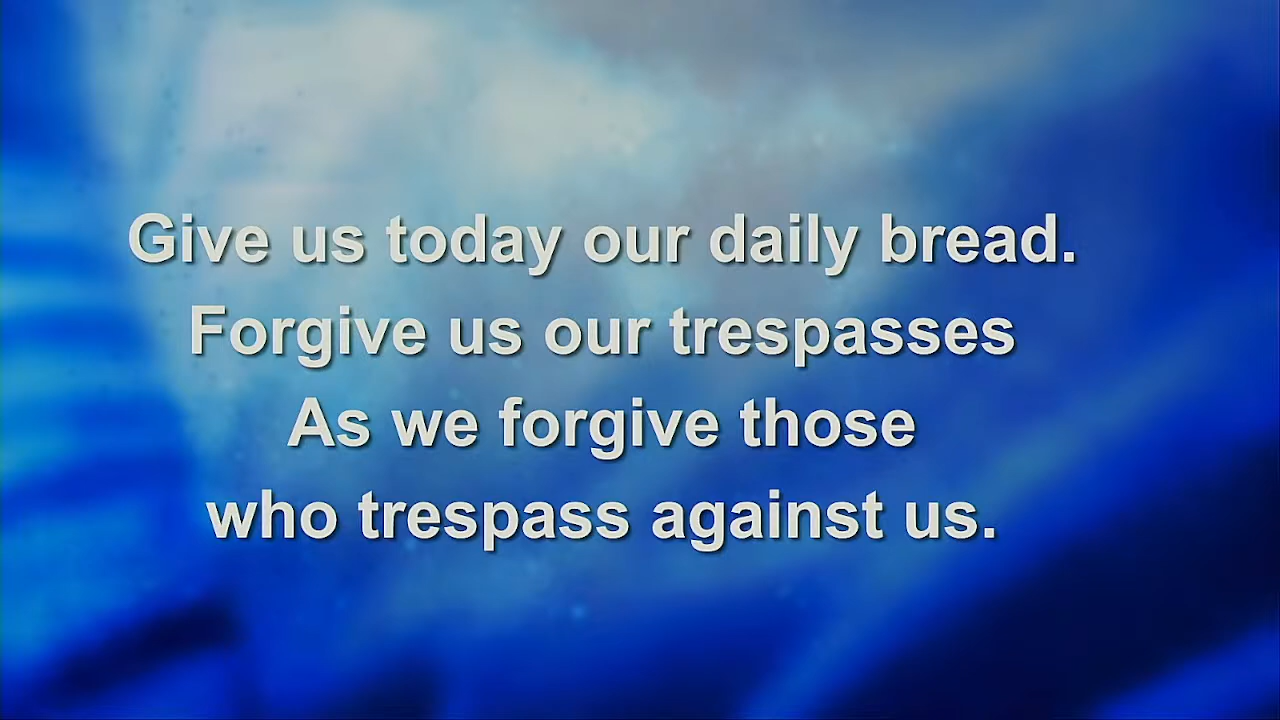 Give us today our daily bread.
Forgive us our trespasses
As we forgive those
who trespass against us.